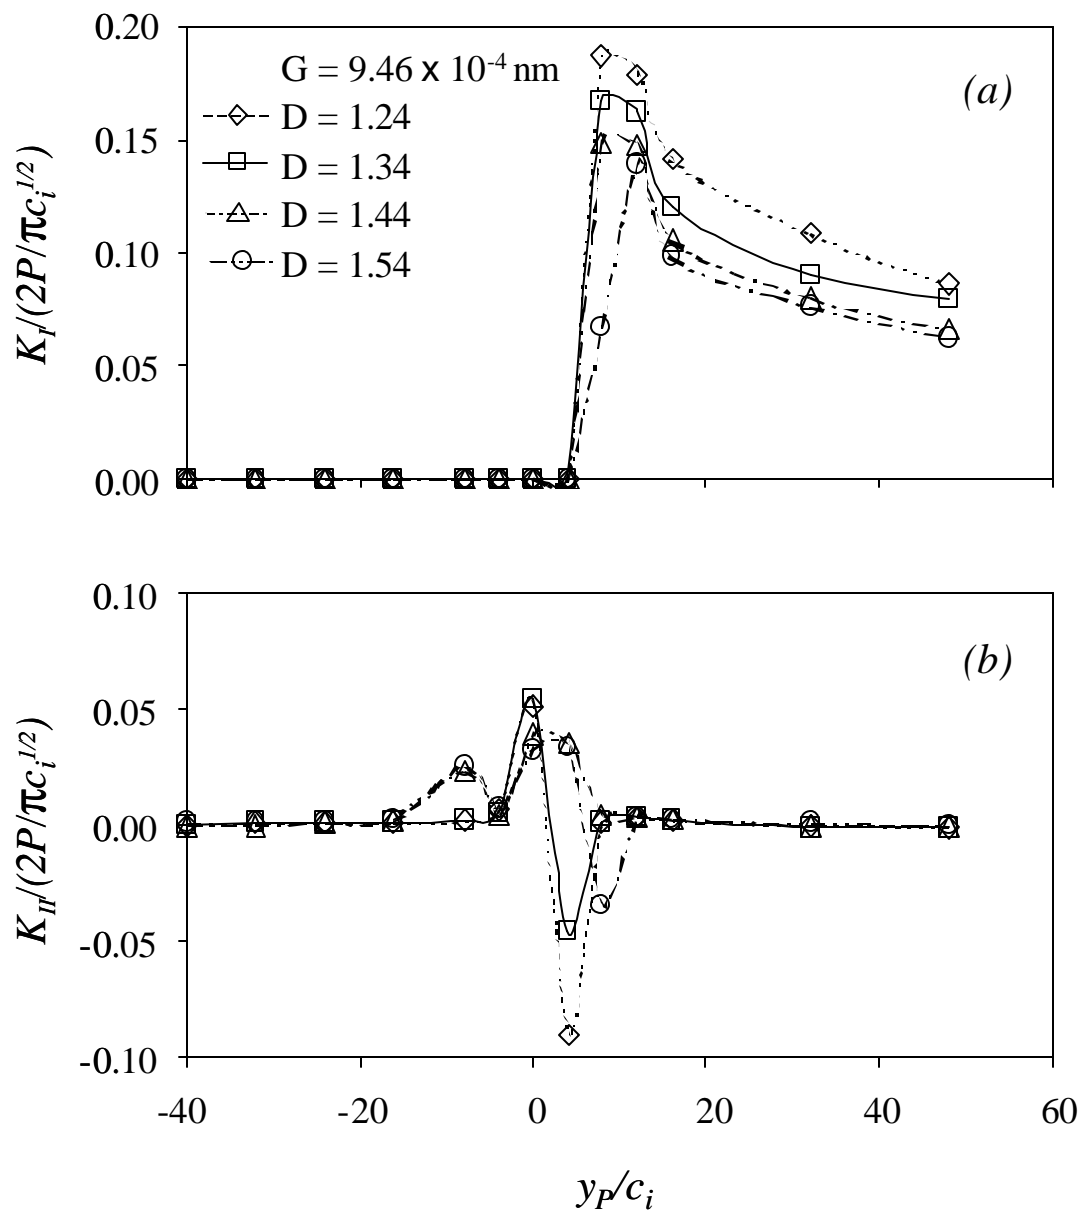 0.20
0.15
0.10
0.05
0.00
K_I/(2P/πc_i^{1/2})
G = 9.46 x 10^{-4} nm
D = 1.24
D = 1.34
D = 1.44
D = 1.54
(a)
0.10
0.05
0.00
-0.05
-0.10
K_{II}/(2P/πc_i^{1/2})
(b)
-40 -20 0 20 40 60
y_P/c_i